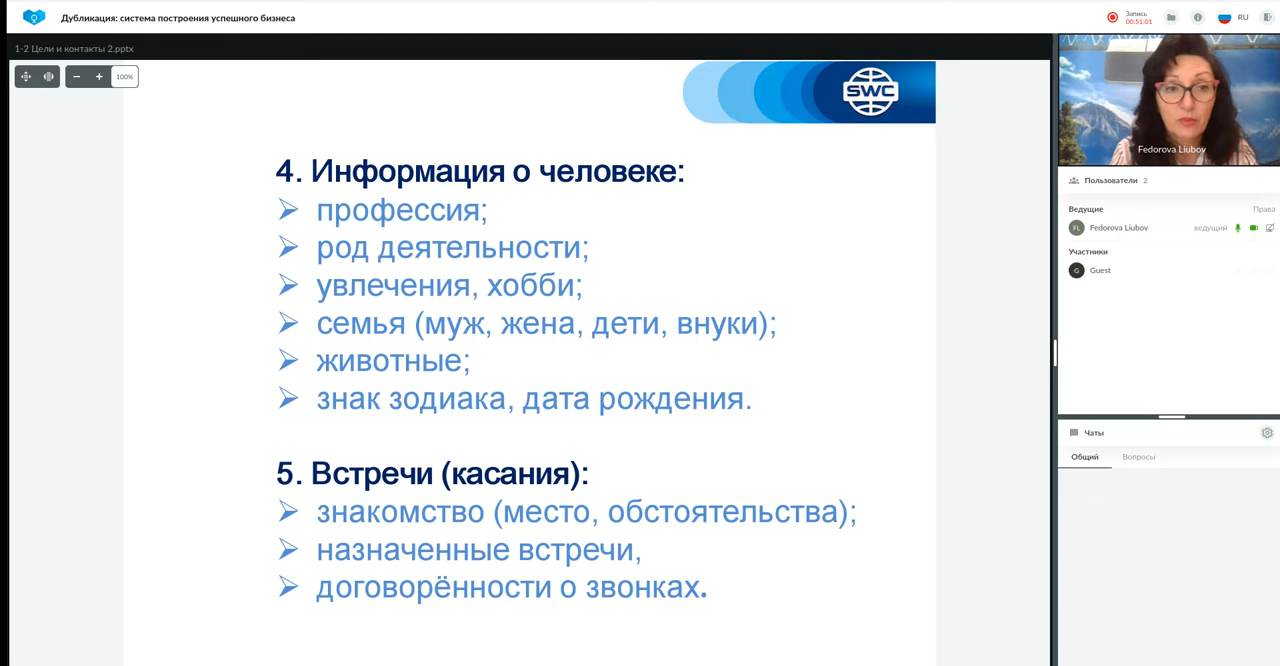 Дубликация: система построения успешного бизнеса
Запись
00:51:01
RU
1-2 Цели и контакты 2.pptx
100%
SWC
4. Информация о человеке:
профессия;
род деятельности;
увлечения, хобби;
семья (муж, жена, дети, внуки);
животные;
знак зодиака, дата рождения.
5. Встречи (касания):
знакомство (место, обстоятельства);
назначенные встречи,
договорённости о звонках.
Fedorova Liubov
Пользователи 2
Ведущие Права
FL Fedorova Liubov ведущий
Участники
G Guest
Чаты
Общий Вопросы